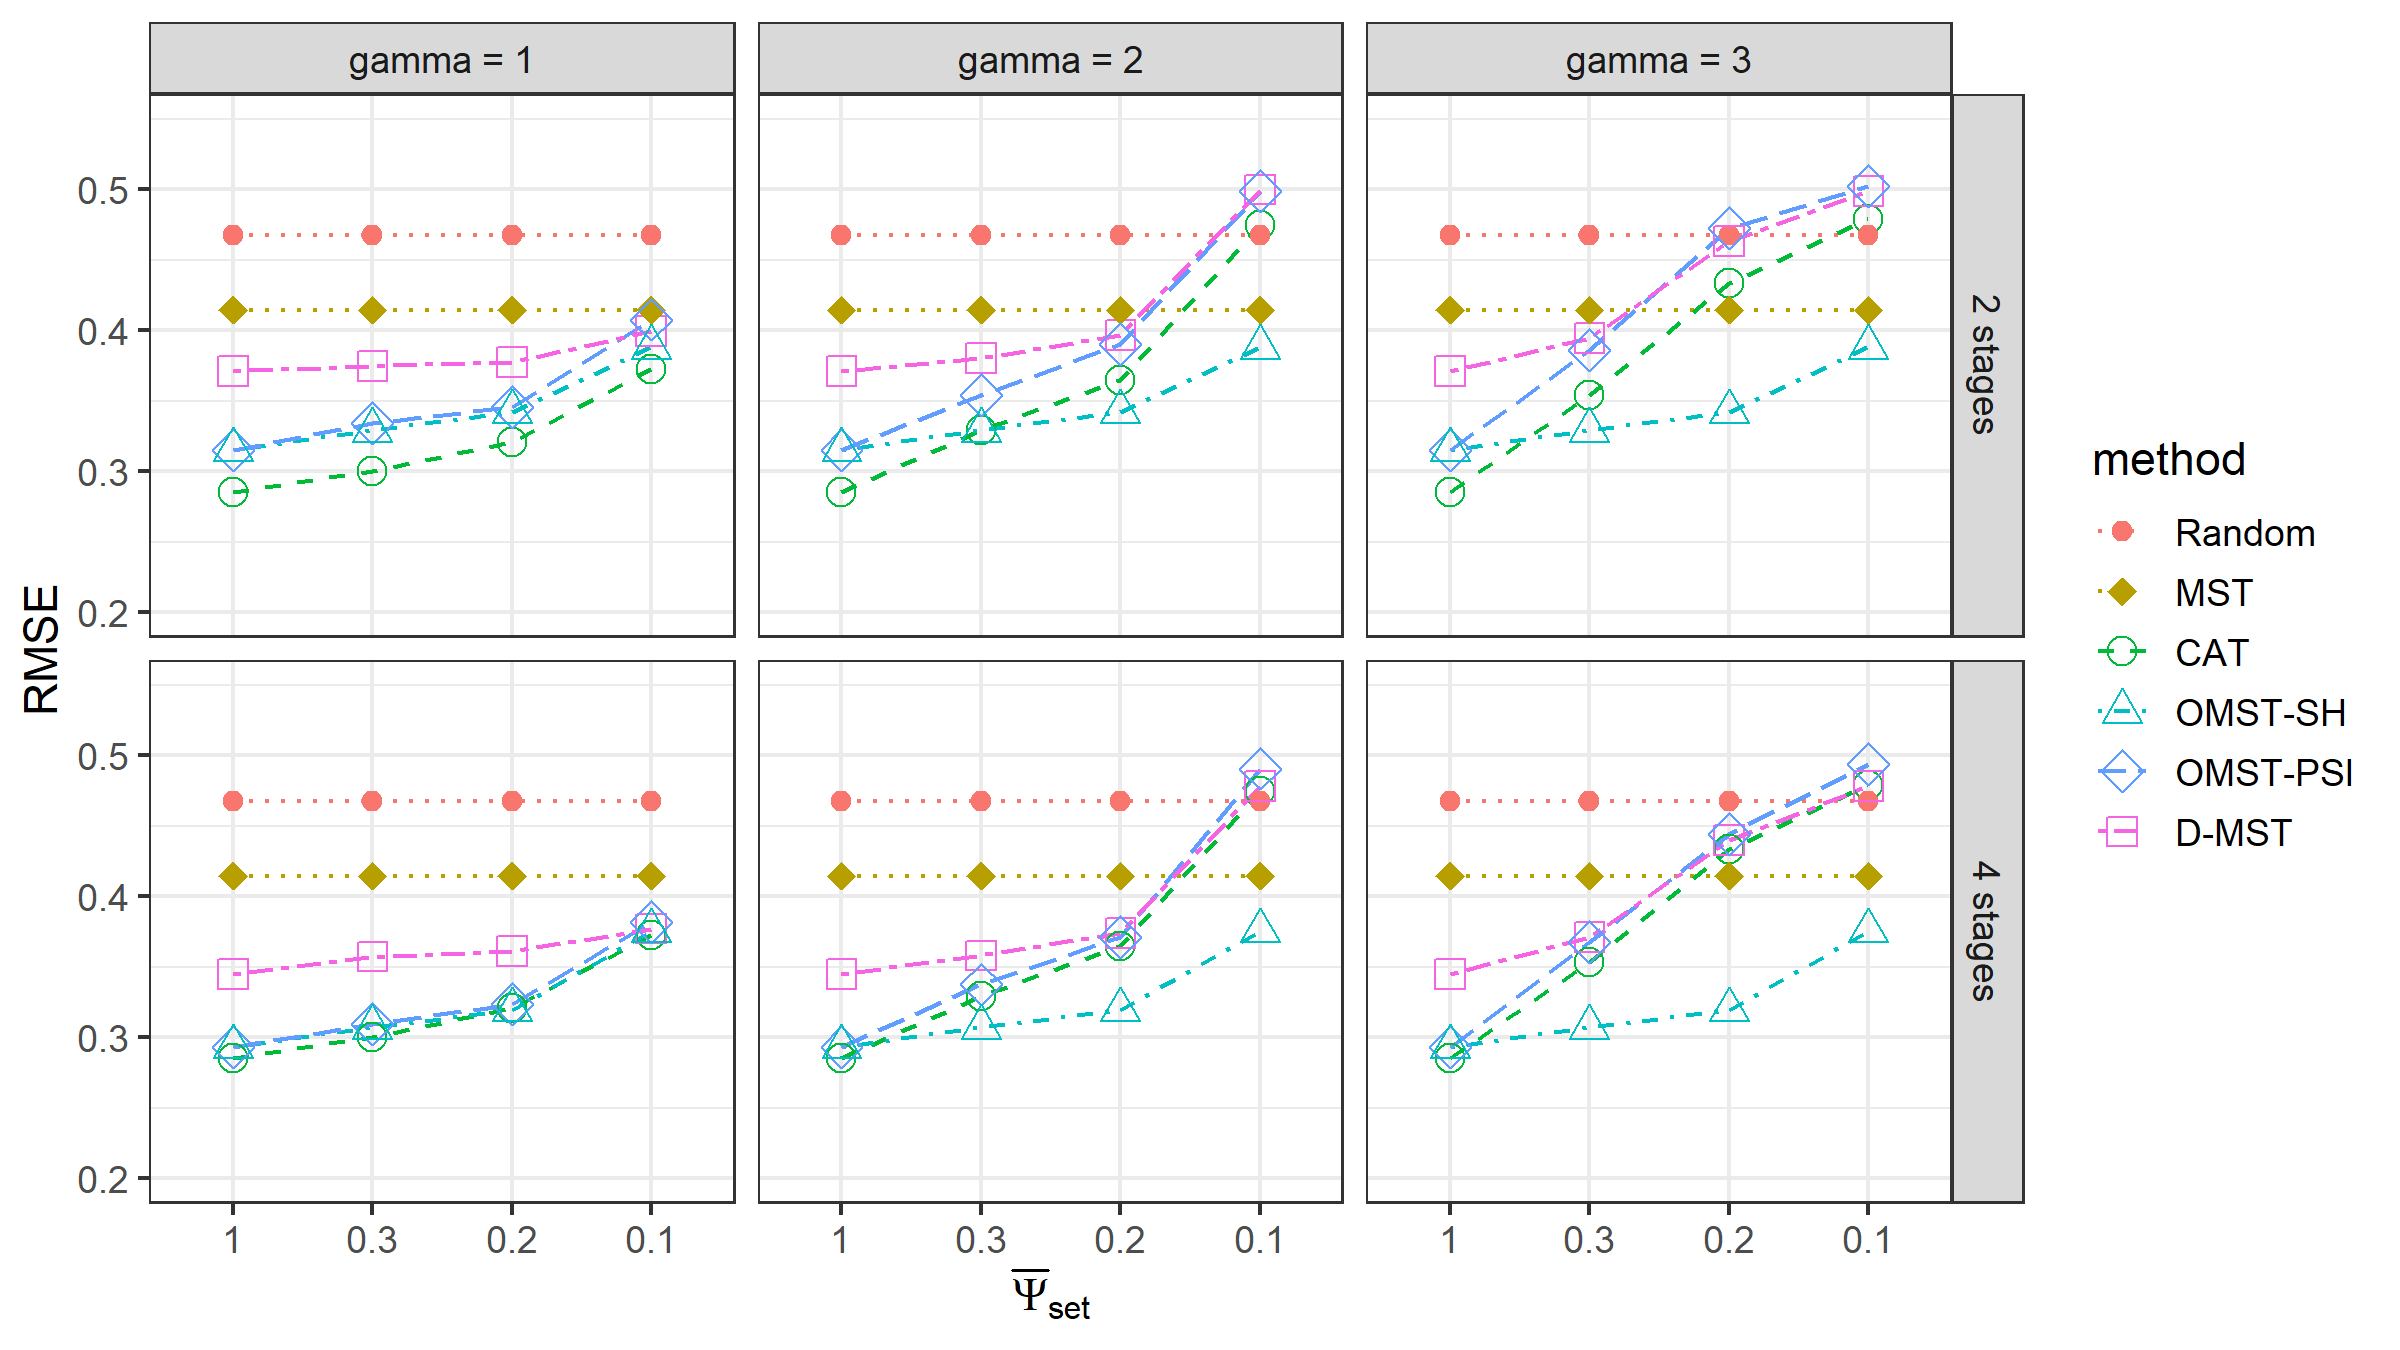 gamma = 1
gamma = 2
gamma = 3
RMSE
0.5
0.4
0.3
0.2
2 stages
0.5
0.4
0.3
0.2
4 stages
1 0.3 0.2 0.1
1 0.3 0.2 0.1
1 0.3 0.2 0.1
Ψ̅set
method
Random
MST
CAT
OMST-SH
OMST-PSI
D-MST